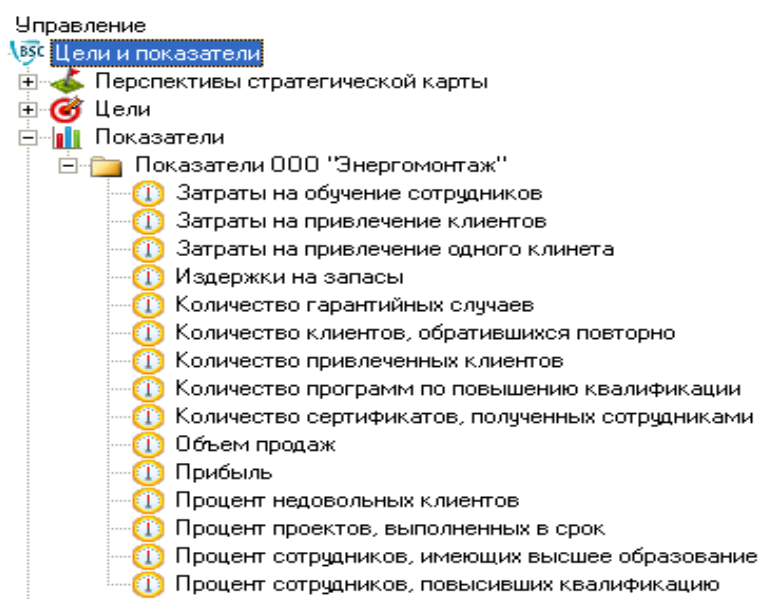 Управление
BSC Цели и показатели
Перспективы стратегической карты
Цели
Показатели
Показатели ООО "Энергомонтаж"
Затраты на обучение сотрудников
Затраты на привлечение клиентов
Затраты на привлечение одного клинета
Издержки на запасы
Количество гарантийных случаев
Количество клиентов, обратившихся повторно
Количество привлеченных клиентов
Количество программ по повышению квалификации
Количество сертификатов, полученных сотрудниками
Объем продаж
Прибыль
Процент недовольных клиентов
Процент проектов, выполненных в срок
Процент сотрудников, имеющих высшее образование
Процент сотрудников, повысивших квалификацию